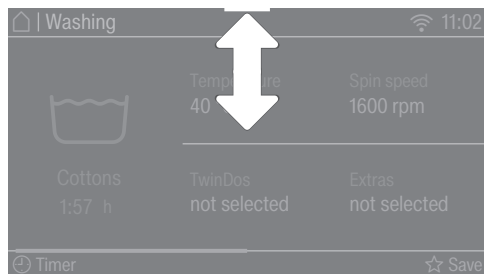 | Washing 11:02
Temperature Spin speed
40 1600 rpm
Cottons TwinDos Extras
1:57 h not selected not selected
Timer Save